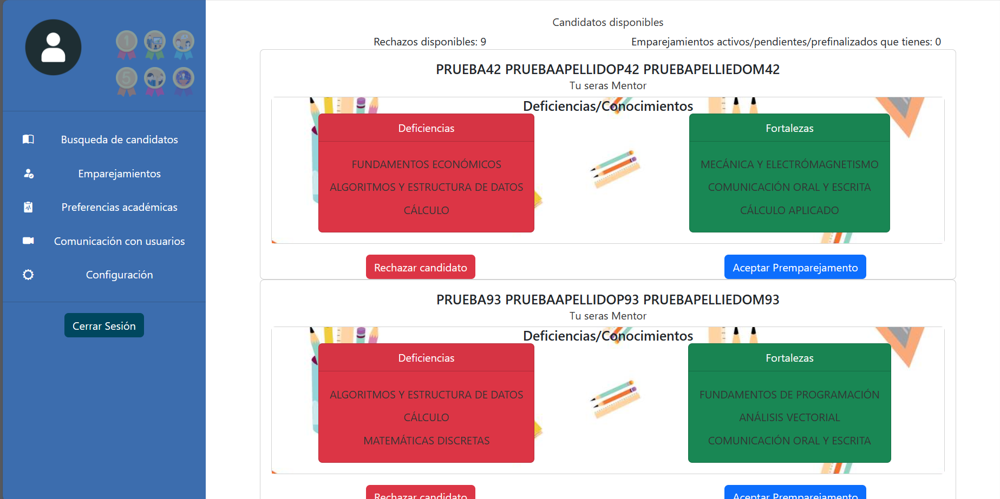 1
5
Busqueda de candidatos
Emparejamientos
Preferencias académicas
Comunicación con usuarios
Configuración
Cerrar Sesión
Candidatos disponibles
Rechazos disponibles: 9
Emparejamientos activos/pendientes/prefinalizados que tienes: 0
PRUEBA42 PRUEBAAPELLIDOP42 PRUEBAPELLIEDOM42
Tu seras Mentor
Deficiencias/Conocimientos
Deficiencias
FUNDAMENTOS ECONÓMICOS
ALGORITMOS Y ESTRUCTURA DE DATOS
CÁLCULO
Fortalezas
MECÁNICA Y ELECTRÓMAGNETISMO
COMUNICACIÓN ORAL Y ESCRITA
CÁLCULO APLICADO
Rechazar candidato
Aceptar Premparejamento
PRUEBA93 PRUEBAAPELLIDOP93 PRUEBAPELLIEDOM93
Tu seras Mentor
Deficiencias/Conocimientos
Deficiencias
ALGORITMOS Y ESTRUCTURA DE DATOS
CÁLCULO
MATEMÁTICAS DISCRETAS
Fortalezas
FUNDAMENTOS DE PROGRAMACIÓN
ANÁLISIS VECTORIAL
COMUNICACIÓN ORAL Y ESCRITA
Rechazar candidato
Aceptar Premparejamento